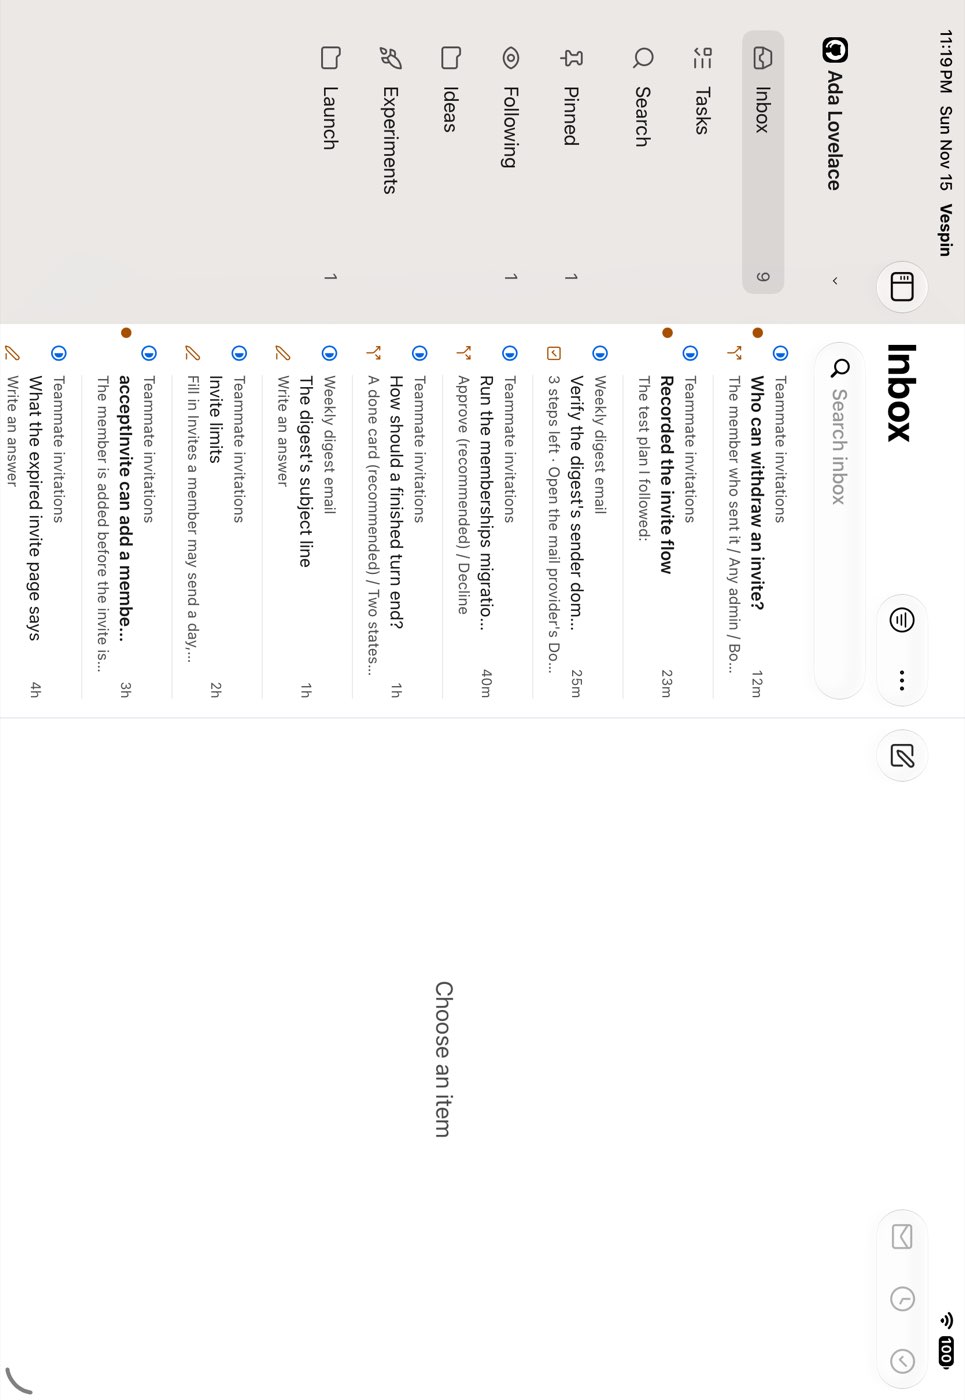 11:19 PM Sun Nov 15 Vespin
100
Inbox
Search inbox
Ada Lovelace
Inbox 9
Tasks
Search
Pinned 1
Following 1
Ideas
Experiments
Launch 1
Teammate invitations
Who can withdraw an invite? 12m
The member who sent it / Any admin / Bo...
Teammate invitations
Recorded the invite flow 23m
The test plan I followed:
Weekly digest email
Verify the digest's sender dom... 25m
3 steps left · Open the mail provider's Do...
Teammate invitations
Run the memberships migratio... 40m
Approve (recommended) / Decline
Teammate invitations
How should a finished turn end? 1h
A done card (recommended) / Two states...
Weekly digest email
The digest's subject line 1h
Write an answer
Teammate invitations
Invite limits 2h
Fill in Invites a member may send a day,...
Teammate invitations
acceptInvite can add a membe... 3h
The member is added before the invite is...
Teammate invitations
What the expired invite page says 4h
Write an answer
Choose an item